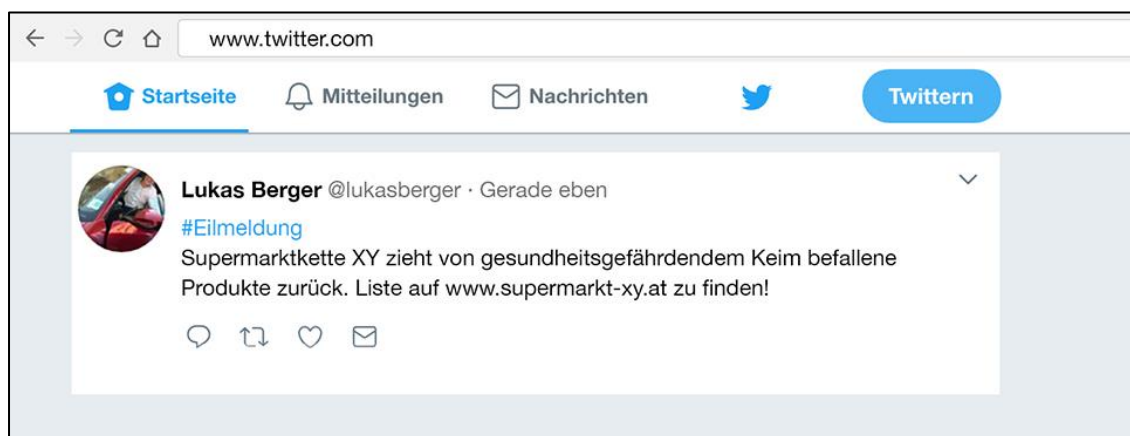 www.twitter.com
Startseite Mitteilungen Nachrichten Twittern
Lukas Berger @lukasberger · Gerade eben
#Eilmeldung
Supermarktkette XY zieht von gesundheitsgefährdendem Keim befallene
Produkte zurück. Liste auf www.supermarkt-xy.at zu finden!